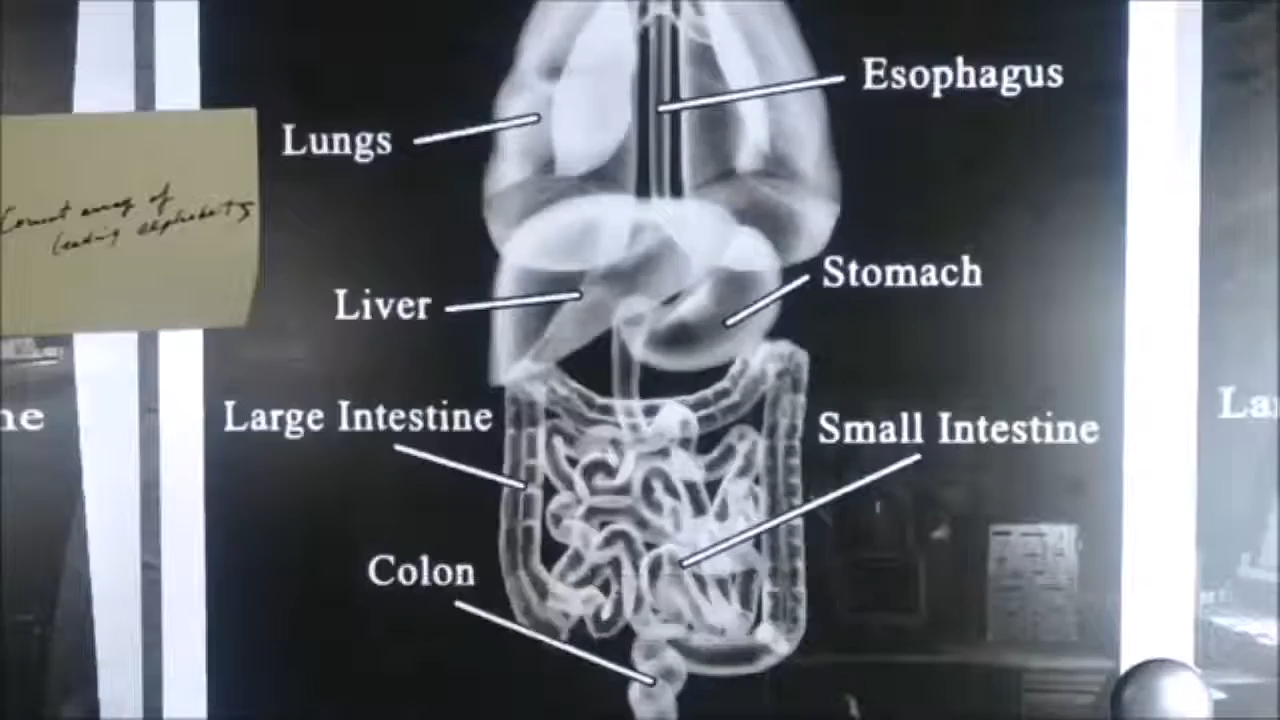 Esophagus
Lungs
Stomach
Liver
Large Intestine
Small Intestine
Colon